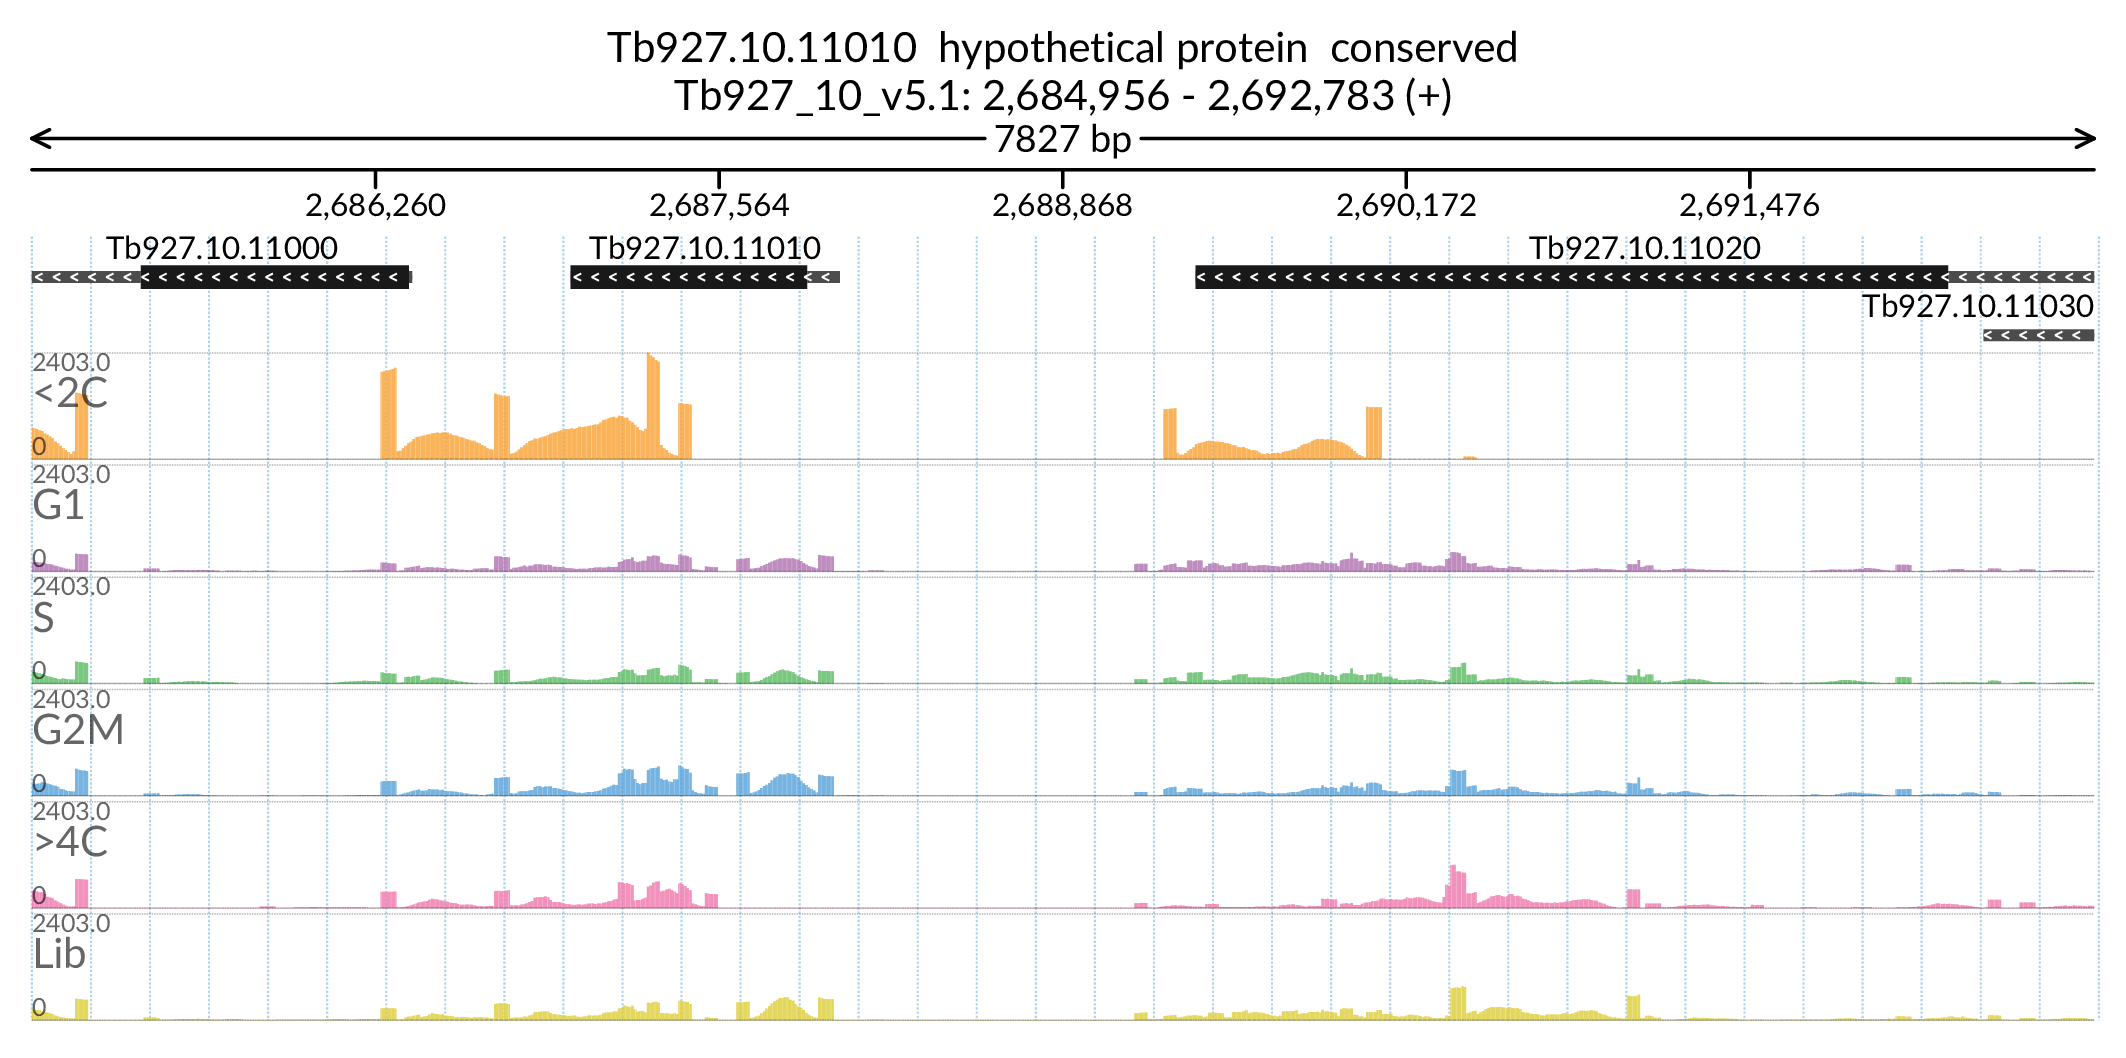 Tb927.10.11010 hypothetical protein conserved
Tb927_10_v5.1: 2,684,956 - 2,692,783 (+)
7827 bp
2,686,260 2,687,564 2,688,868 2,690,172 2,691,476
Tb927.10.11000 Tb927.10.11010 Tb927.10.11020
Tb927.10.11030
2403.0
<2C
0
2403.0
G1
0
2403.0
S
0
2403.0
G2M
0
2403.0
>4C
0
2403.0
Lib
0